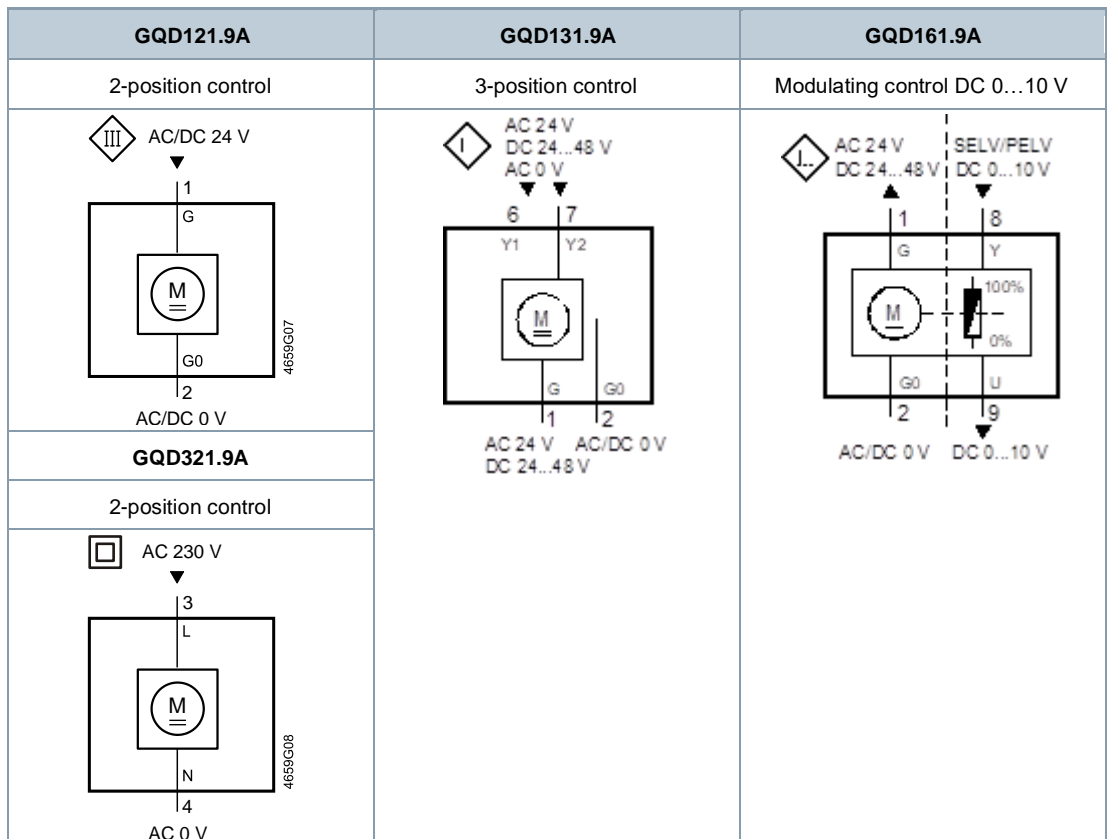 GQD121.9A
2-position control
III
AC/DC 24 V
1
G
M
G0
2
AC/DC 0 V
4659G07
GQD321.9A
2-position control
AC 230 V
3
L
M
N
4
AC 0 V
4659G08
GQD131.9A
3-position control
I
AC 24 V
DC 24...48 V
AC 0 V
6 7
Y1 Y2
M
G G0
1 2
AC 24 V AC/DC 0 V
DC 24...48 V
GQD161.9A
Modulating control DC 0…10 V
AC 24 V SELV/PELV
DC 24...48 V DC 0...10 V
1 8
G Y
100%
M
0%
G0 U
2 9
AC/DC 0 V DC 0...10 V